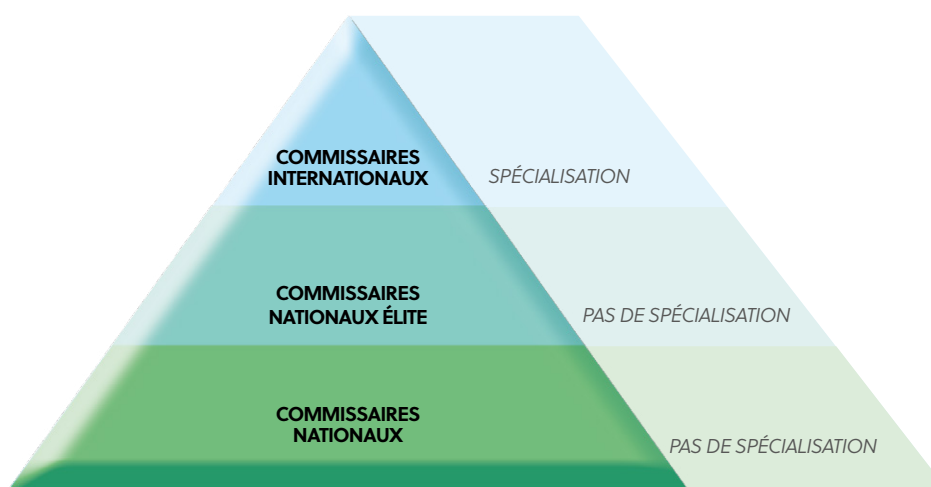 COMMISSAIRES
INTERNATIONAUX
SPÉCIALISATION
COMMISSAIRES
NATIONAUX ÉLITE
PAS DE SPÉCIALISATION
COMMISSAIRES
NATIONAUX
PAS DE SPÉCIALISATION